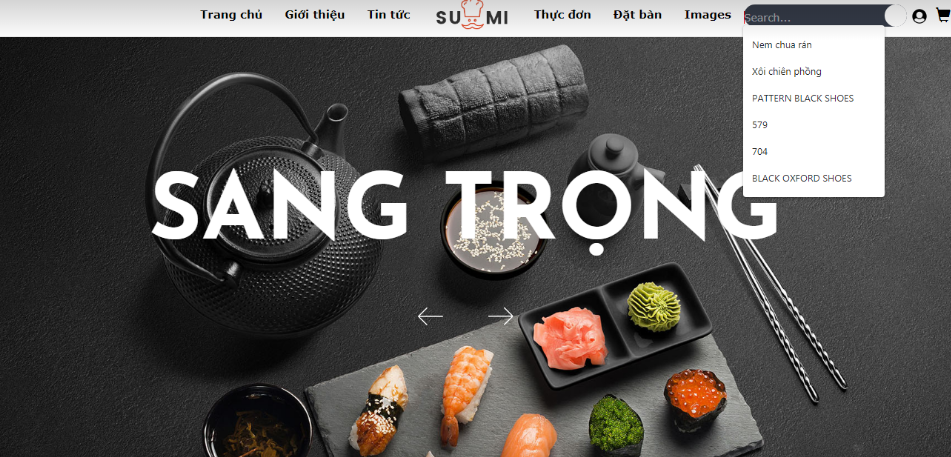 Trang chủ
Giới thiệu
Tin tức
SUMI
Thực đơn
Đặt bàn
Images
Search...
Nem chua rán
Xôi chiên phồng
PATTERN BLACK SHOES
579
704
BLACK OXFORD SHOES
SANG TRỌNG